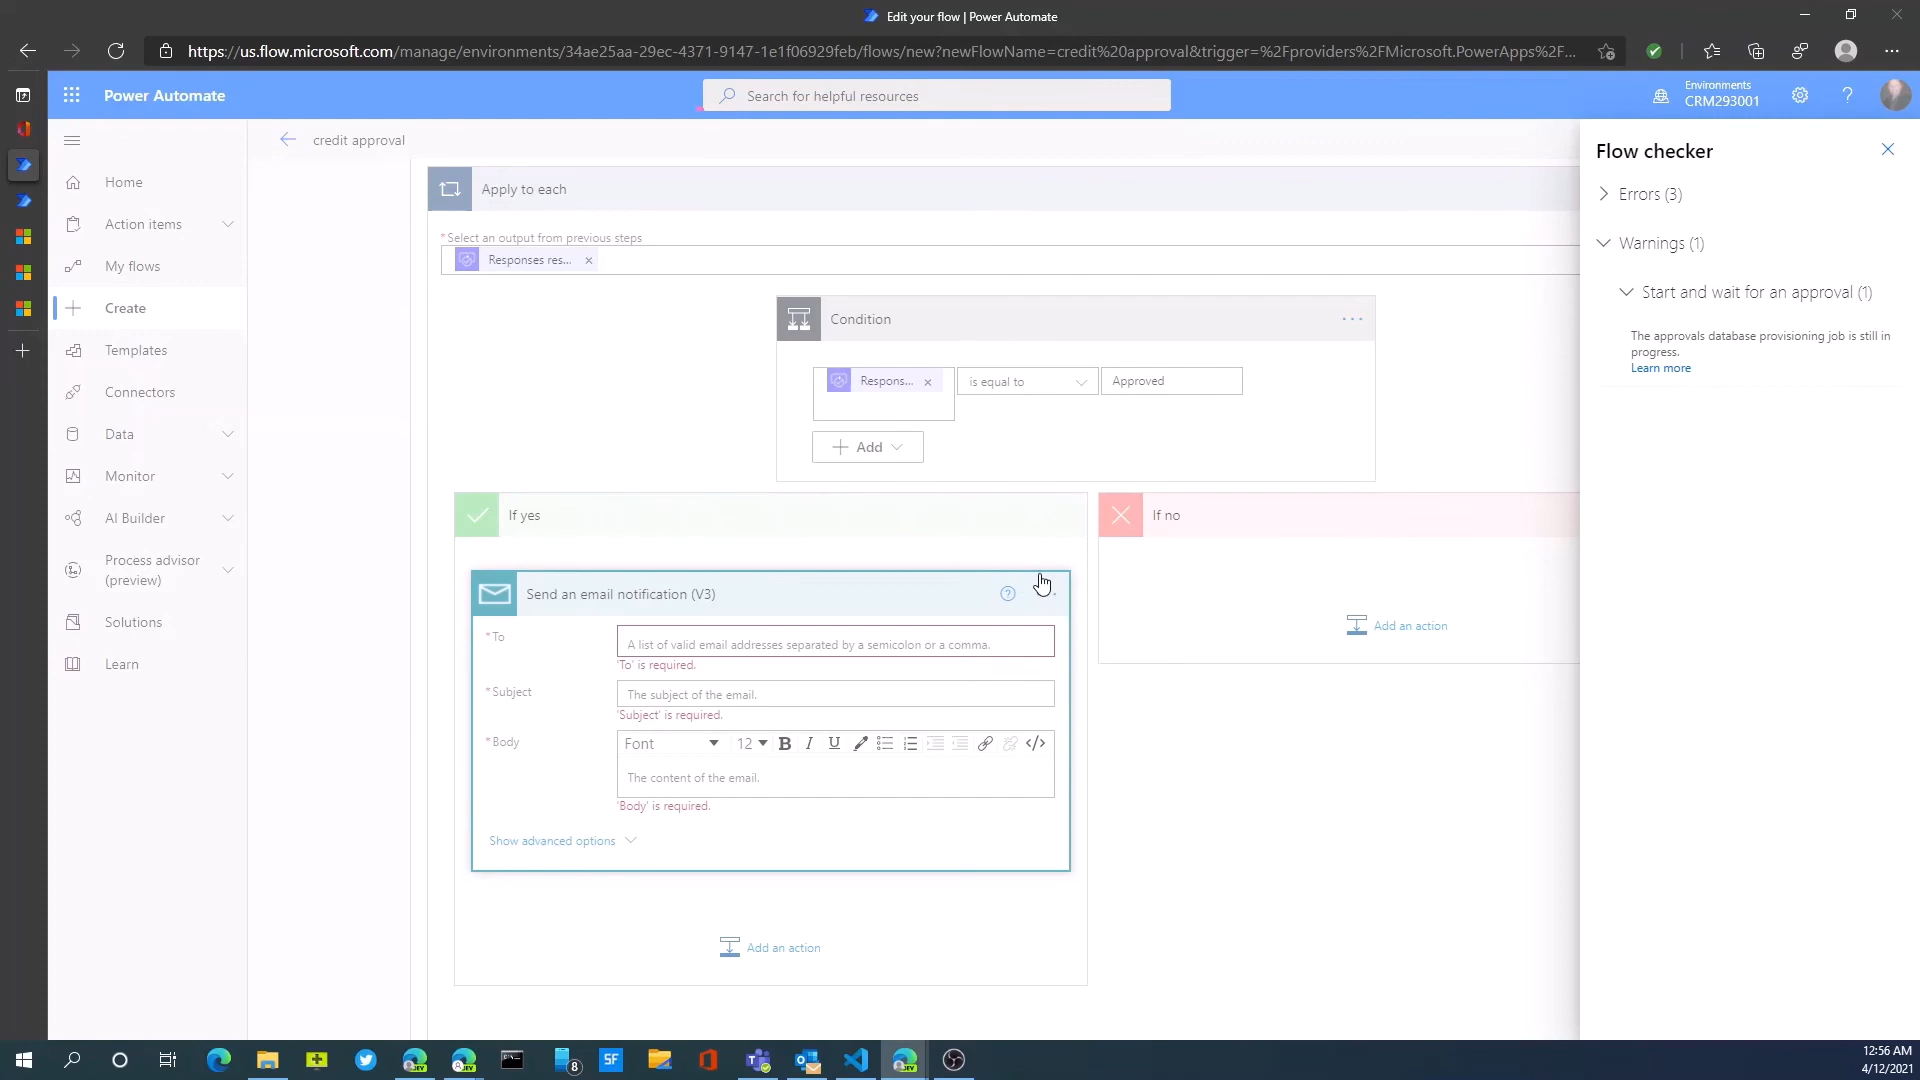 Edit your flow | Power Automate
https://us.flow.microsoft.com/manage/environments/34ae25aa-29ec-4371-9147-1e1f06929feb/flows/new?newFlowName=credit%20approval&trigger=%2Fproviders%2FMicrosoft.PowerApps%2F...
Power Automate
Search for helpful resources
Environments
CRM293001
credit approval
Home
Action items
My flows
Create
Templates
Connectors
Data
Monitor
AI Builder
Process advisor
(preview)
Solutions
Learn
Apply to each
*Select an output from previous steps
Responses res...
Condition
Respons...
is equal to
Approved
Add
If yes
If no
Send an email notification (V3)
*To
A list of valid email addresses separated by a semicolon or a comma.
'To' is required.
*Subject
The subject of the email.
'Subject' is required.
*Body
Font
12
B I U </>
The content of the email.
'Body' is required.
Show advanced options
Add an action
Add an action
Flow checker
Errors (3)
Warnings (1)
Start and wait for an approval (1)
The approvals database provisioning job is still in
progress.
Learn more
DEV
DEV
8
SF
DEV
12:56 AM
4/12/2021